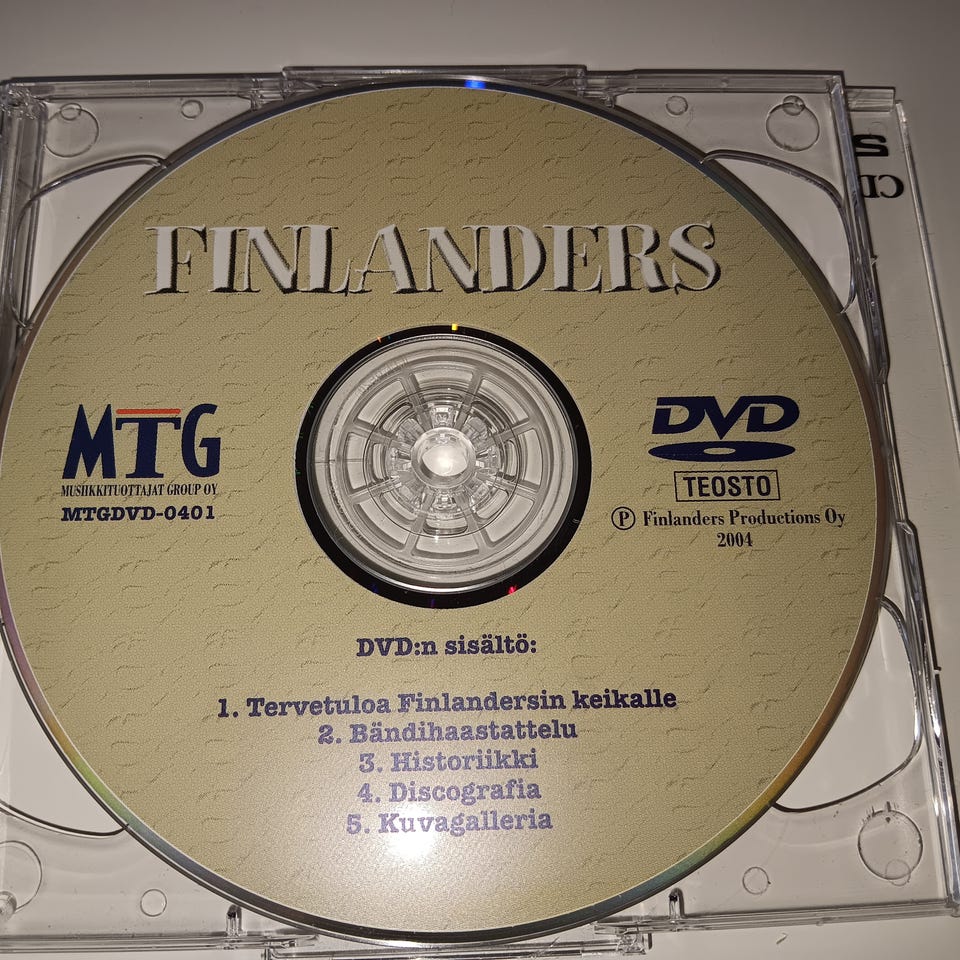 FINLANDERS
MTG
MUSIIKKITUOTTAJAT GROUP OY
MTGDVD-0401
DVD
TEOSTO
Ⓟ Finlanders Productions Oy
2004
DVD:n sisältö:
1. Tervetuloa Finlandersin keikalle
2. Bändihaastattelu
3. Historiikki
4. Discografia
5. Kuvagalleria
S
CD